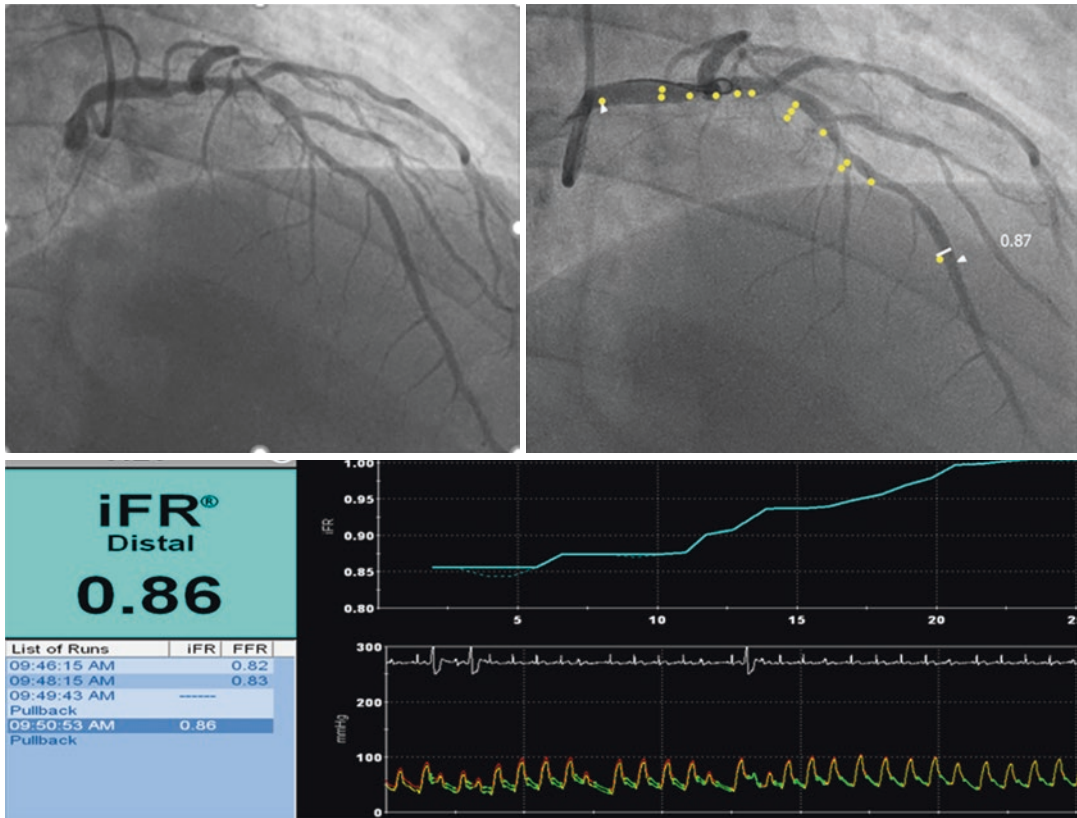 0.87
iFR®
Distal
0.86
List of Runs iFR FFR
09:46:15 AM 0.82
09:48:15 AM 0.83
09:49:43 AM ------
Pullback
09:50:53 AM 0.86
Pullback
iFR
1.00
0.95
0.90
0.85
0.80
5 10 15 20
mmHg
300
200
100
0